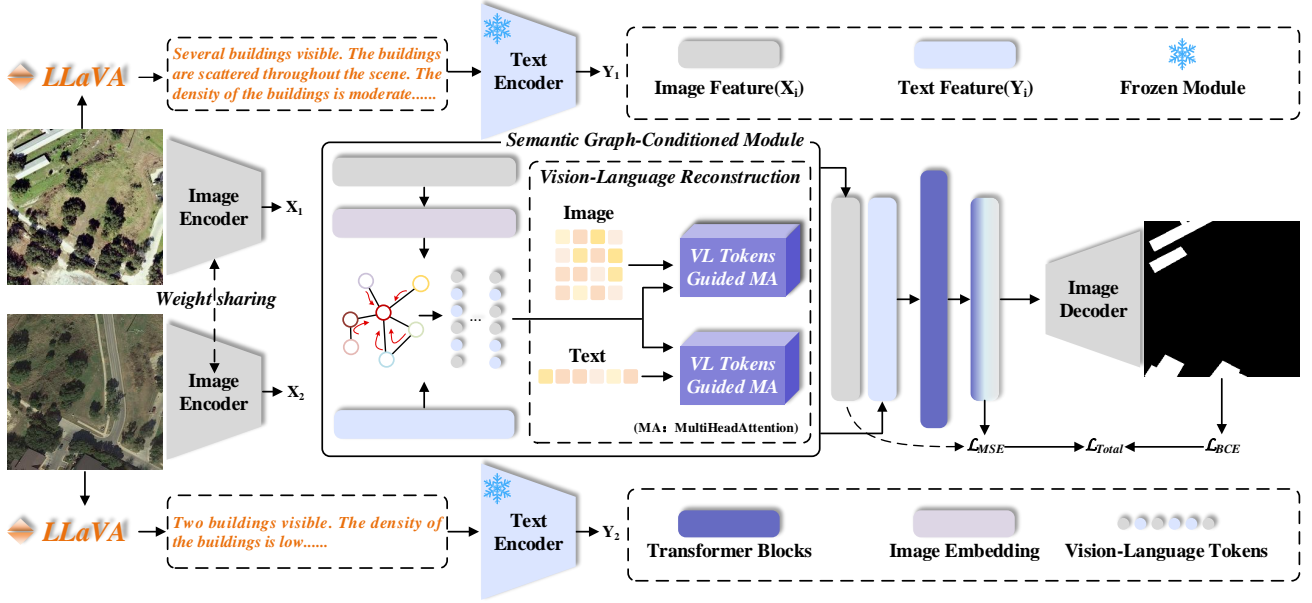 LLaVA
Several buildings visible. The buildings
are scattered throughout the scene. The
density of the buildings is moderate......
Text
Encoder
Y₁
Image Feature(Xᵢ)
Text Feature(Yᵢ)
Frozen Module
Image
Encoder
X₁
Weight sharing
Image
Encoder
X₂
Semantic Graph-Conditioned Module
Vision-Language Reconstruction
Image
VL Tokens
Guided MA
...
Text
VL Tokens
Guided MA
(MA: MultiHeadAttention)
Image
Decoder
ℒMSE
ℒTotal
ℒBCE
LLaVA
Two buildings visible. The density of
the buildings is low......
Text
Encoder
Y₂
Transformer Blocks
Image Embedding
Vision-Language Tokens